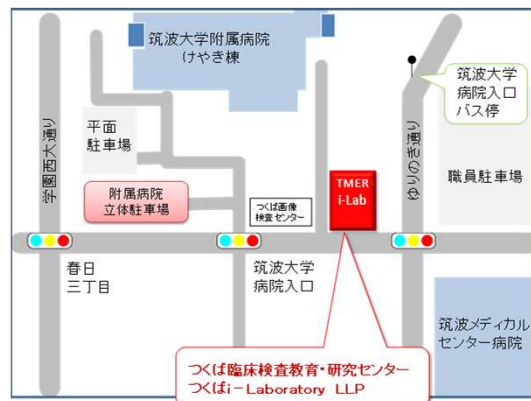 筑波大学附属病院
けやき棟
筑波大学
病院入口
バス停
平面
駐車場
学園西大通り
ゆりのき通り
職員駐車場
附属病院
立体駐車場
つくば画像
検査センター
TMER
i-Lab
春日
三丁目
筑波大学
病院入口
筑波メディカル
センター病院
つくば臨床検査教育・研究センター
つくばi－Laboratory LLP